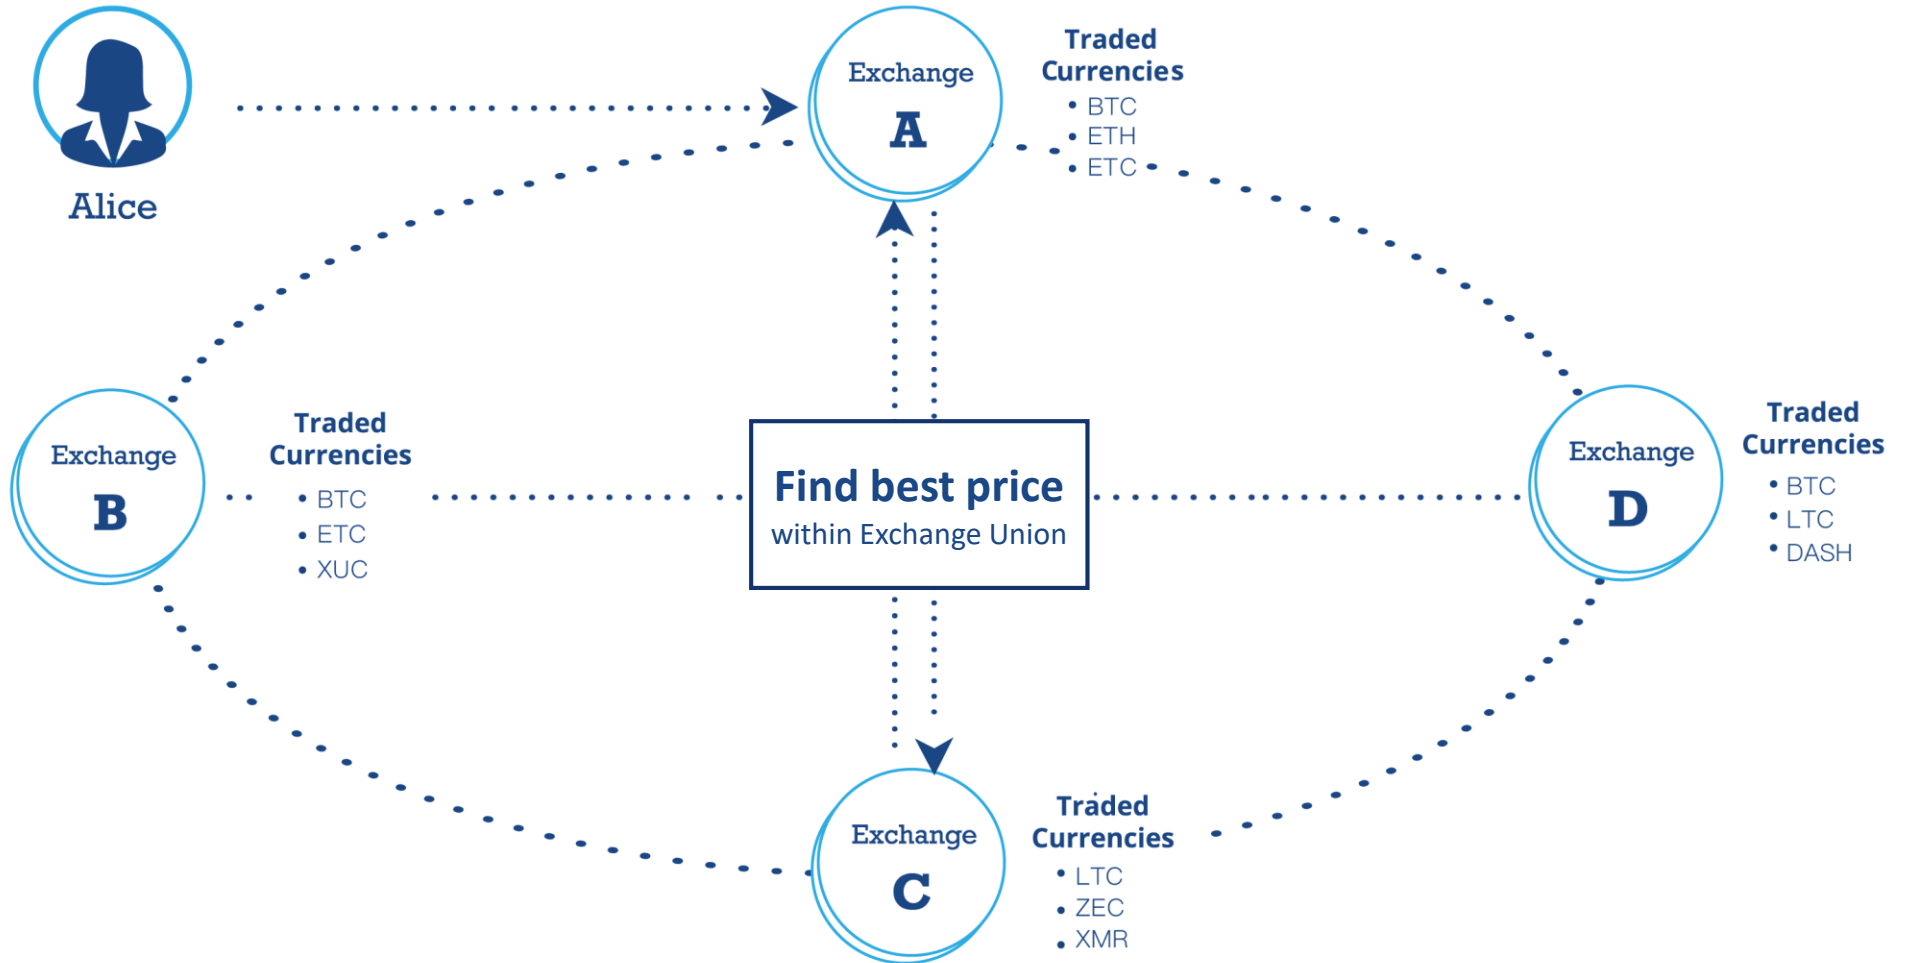 Alice
Exchange
A
Traded
Currencies
• BTC
• ETH
• ETC
Exchange
B
Traded
Currencies
• BTC
• ETC
• XUC
Find best price
within Exchange Union
Exchange
D
Traded
Currencies
• BTC
• LTC
• DASH
Exchange
C
Traded
Currencies
• LTC
• ZEC
• XMR